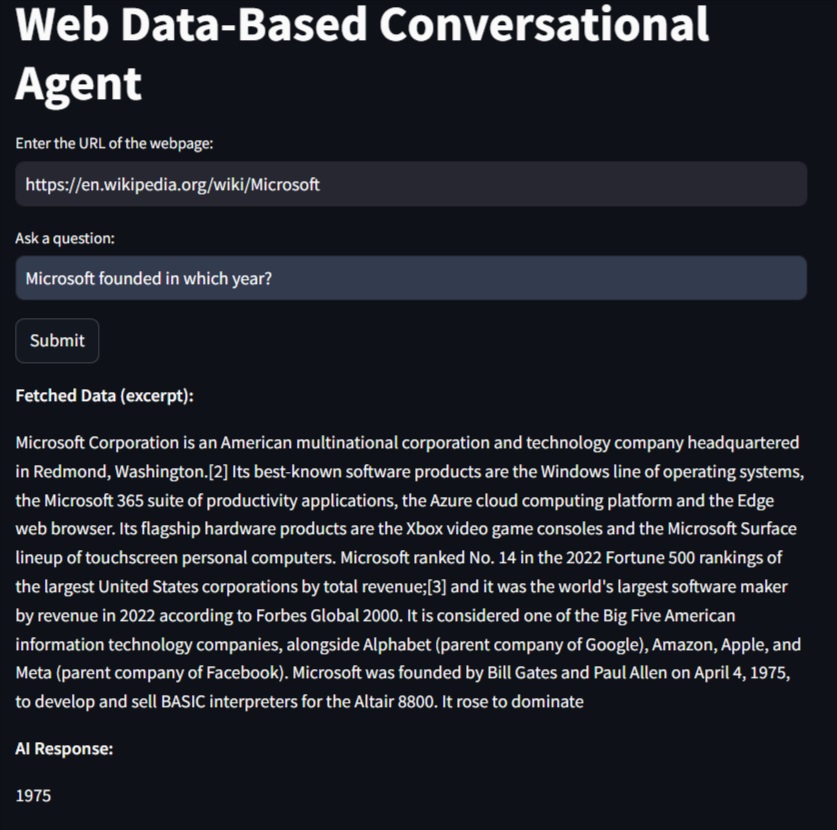 Web Data-Based Conversational
Agent
Enter the URL of the webpage:
https://en.wikipedia.org/wiki/Microsoft
Ask a question:
Microsoft founded in which year?
Submit
Fetched Data (excerpt):
Microsoft Corporation is an American multinational corporation and technology company headquartered
in Redmond, Washington.[2] Its best-known software products are the Windows line of operating systems,
the Microsoft 365 suite of productivity applications, the Azure cloud computing platform and the Edge
web browser. Its flagship hardware products are the Xbox video game consoles and the Microsoft Surface
lineup of touchscreen personal computers. Microsoft ranked No. 14 in the 2022 Fortune 500 rankings of
the largest United States corporations by total revenue;[3] and it was the world's largest software maker
by revenue in 2022 according to Forbes Global 2000. It is considered one of the Big Five American
information technology companies, alongside Alphabet (parent company of Google), Amazon, Apple, and
Meta (parent company of Facebook). Microsoft was founded by Bill Gates and Paul Allen on April 4, 1975,
to develop and sell BASIC interpreters for the Altair 8800. It rose to dominate
AI Response:
1975